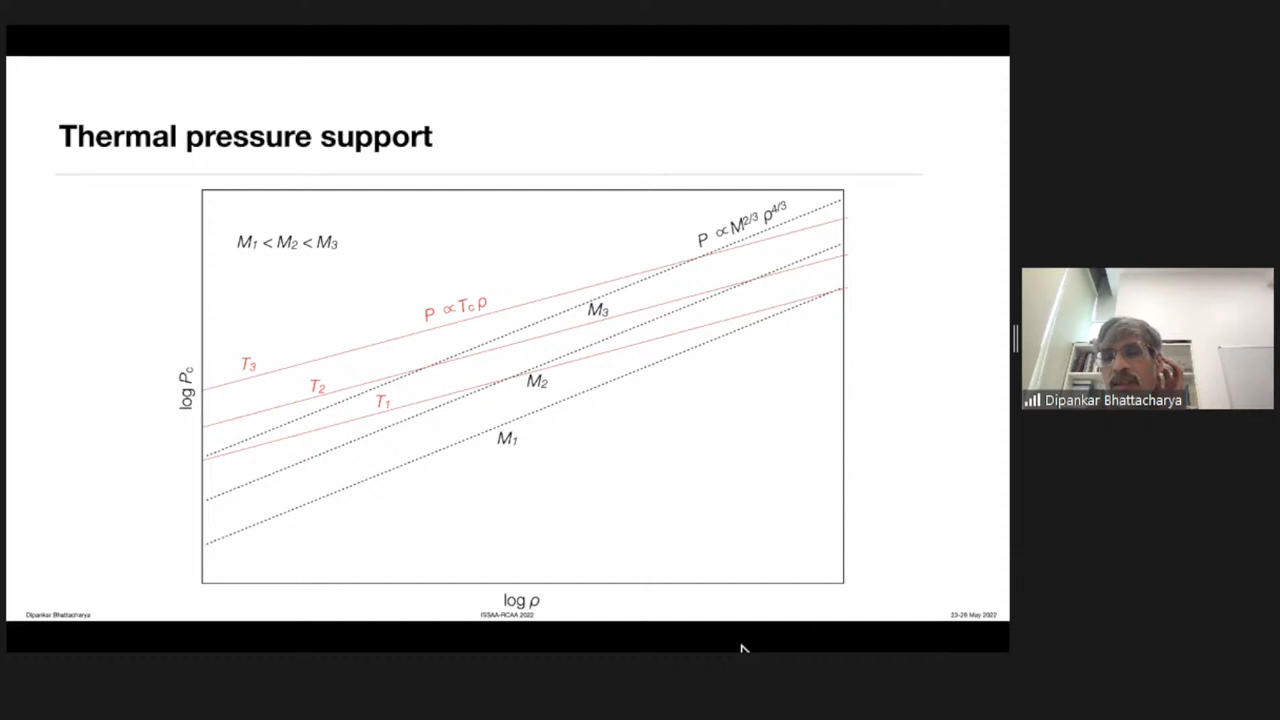 Thermal pressure support
M₁ < M₂ < M₃
P ∝ M^2/3 ρ^4/3
P ∝ T꜀ ρ
M₃
T₃
T₂
T₁
M₂
M₁
log P꜀
log ρ
Dipankar Bhattacharya
ISSAA-RCAA 2022
23-28 May 2022
Dipankar Bhattacharya